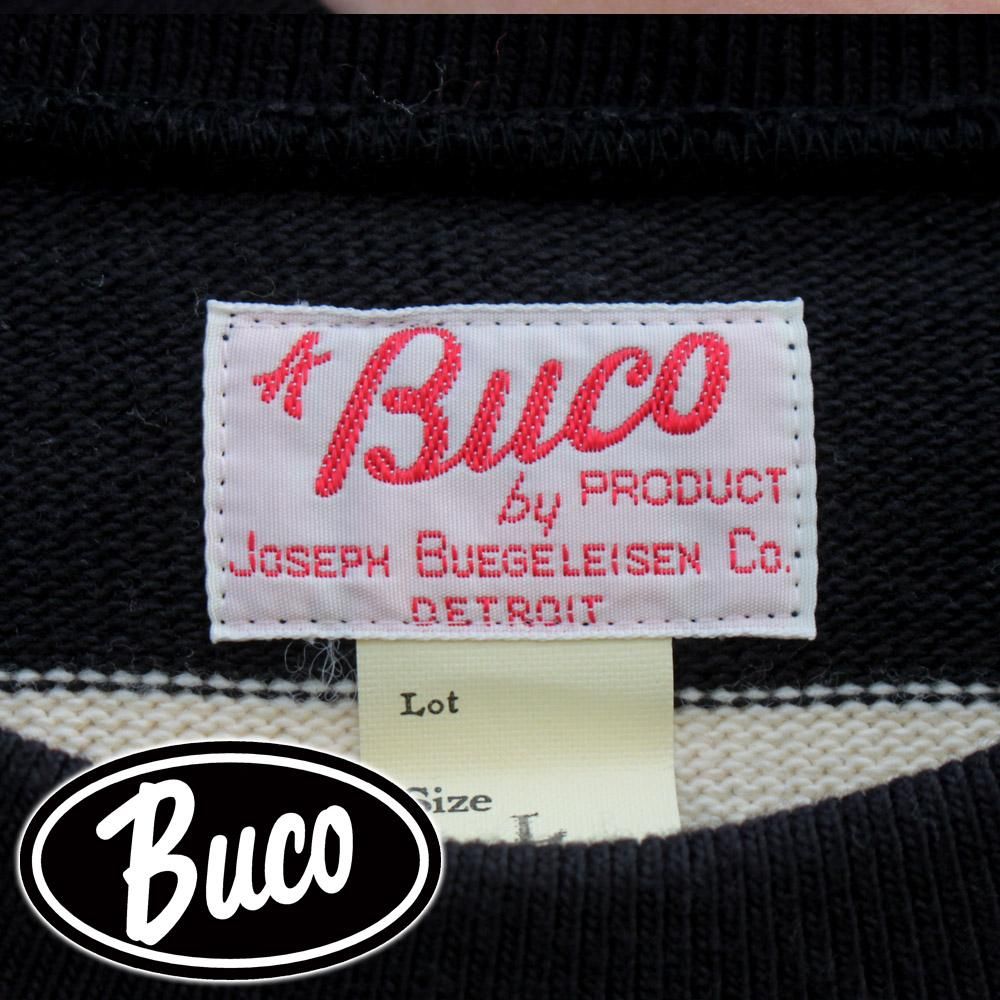 A Buco
by PRODUCT
JOSEPH BUEGELEISEN Co.
DETROIT
Lot
Size
L
Buco